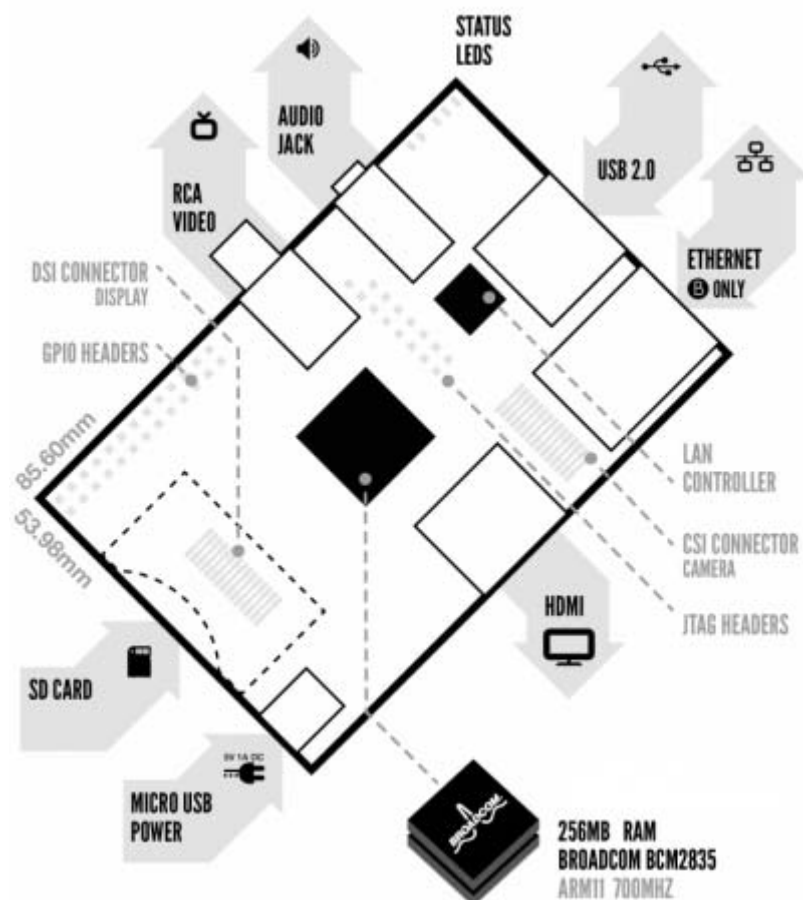 STATUS
LEDS
AUDIO
JACK
USB 2.0
RCA
VIDEO
ETHERNET
B ONLY
DSI CONNECTOR
DISPLAY
GPIO HEADERS
85.60mm
53.98mm
LAN
CONTROLLER
CSI CONNECTOR
CAMERA
JTAG HEADERS
HDMI
SD CARD
5V 1A DC
MICRO USB
POWER
BROADCOM
256MB RAM
BROADCOM BCM2835
ARM11 700MHZ